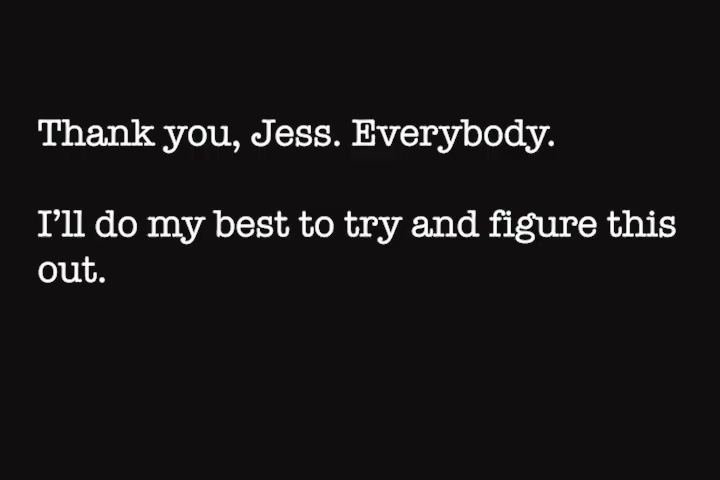 Thank you, Jess. Everybody.
I’ll do my best to try and figure this
out.